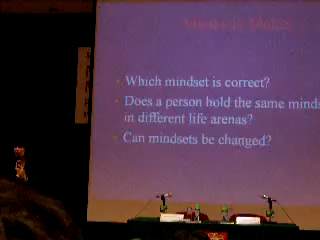 Which mindset is correct?
Does a person hold the same minds
in different life arenas?
Can mindsets be changed?